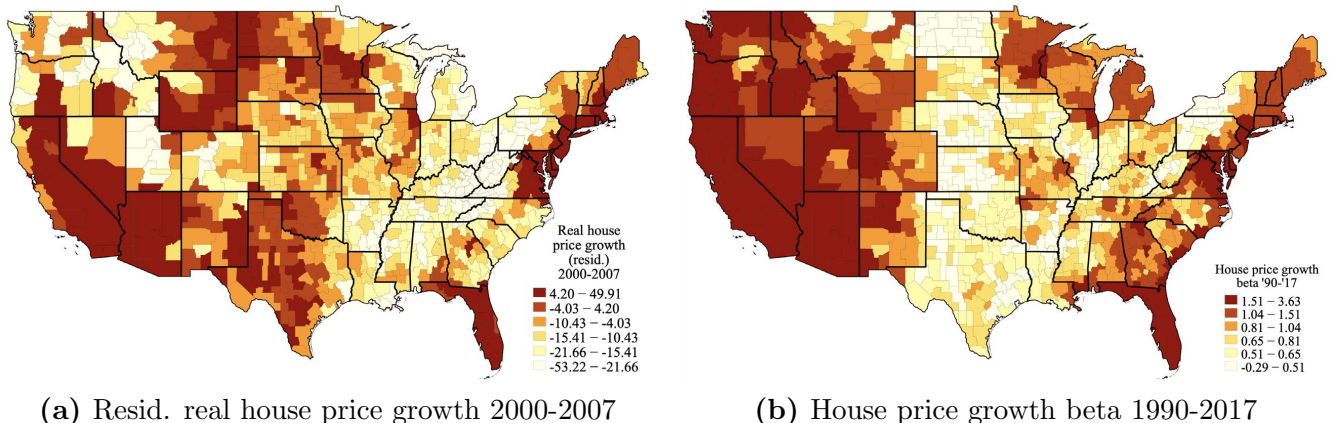 Real house
price growth
(resid.)
2000-2007
4.20 – 49.91
-4.03 – 4.20
-10.43 – -4.03
-15.41 – -10.43
-21.66 – -15.41
-53.22 – -21.66
House price growth
beta '90-'17
1.51 – 3.63
1.04 – 1.51
0.81 – 1.04
0.65 – 0.81
0.51 – 0.65
-0.29 – 0.51
(a) Resid. real house price growth 2000-2007
(b) House price growth beta 1990-2017